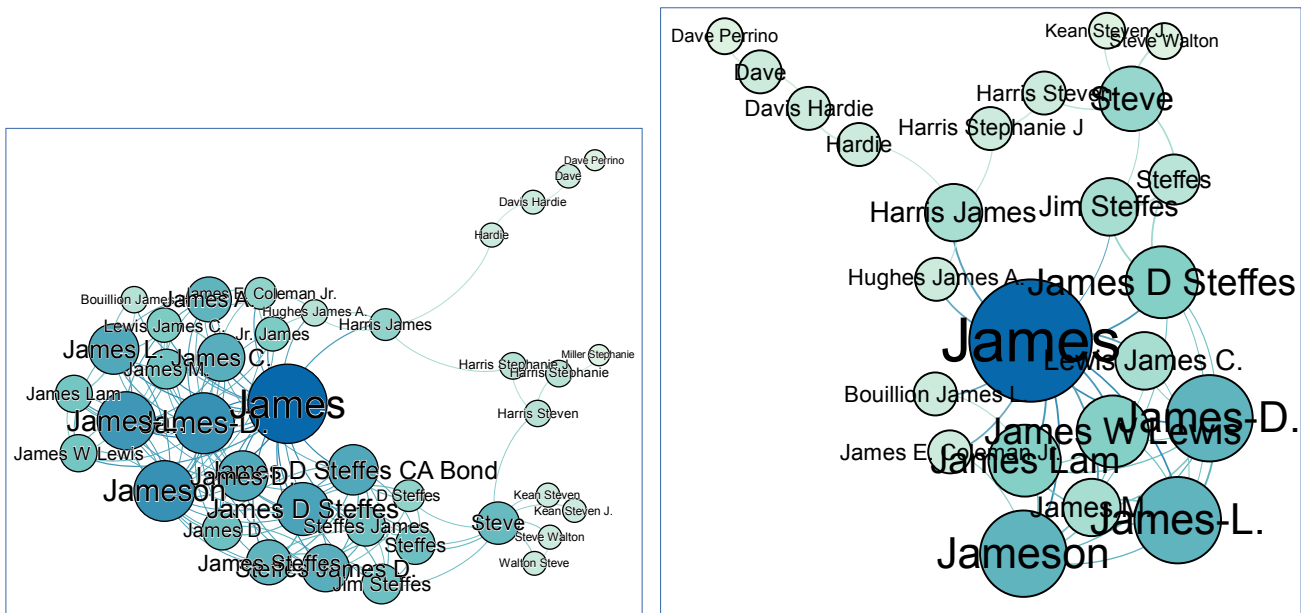 Dave Perrino
Dave
Davis Hardie
Hardie
James A.
James E. Coleman Jr.
Hughes James A.
Lewis James C.
Jr. James
Harris James
James L.
James C.
James M.
Miller Stephanie
Harris Stephanie J
Harris Stephanie
James Lam
James
James-D.
Harris Steven
James W Lewis
James D Steffes CA Bond
James-D.
Jameson
D Steffes
Kean Steven
Kean Steven J.
James D Steffes
Steve
James D
Steffes James
Steve Walton
Steffes
Walton Steve
James Steffes
Steffes James D.
Jim Steffes
Dave Perrino
Kean Steven J.
Steve Walton
Dave
Harris Steven
Steve
Davis Hardie
Harris Stephanie J
Hardie
Steffes
Harris James
Jim Steffes
Hughes James A.
James D Steffes
James
Lewis James C.
Bouillion James L.
James-D.
James W Lewis
James E. Coleman Jr.
James Lam
James M.
James-L.
Jameson